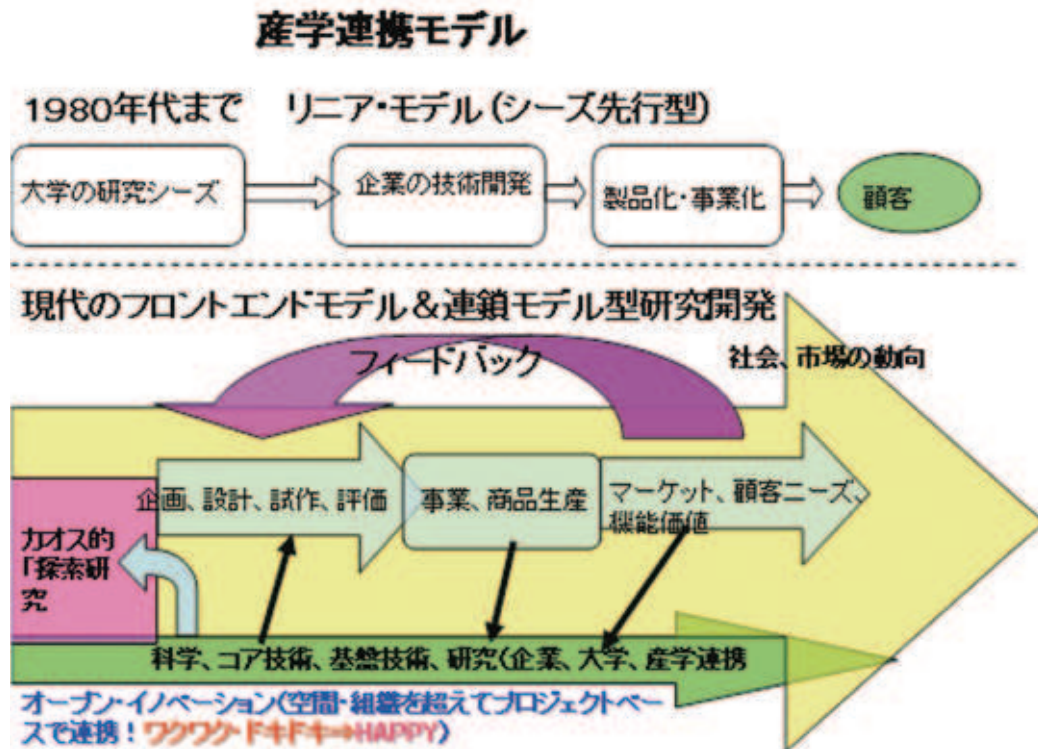 産学連携モデル
1980年代まで　リニア・モデル(シーズ先行型)
大学の研究シーズ
企業の技術開発
製品化・事業化
顧客
現代のフロントエンドモデル&連鎖モデル型研究開発
フィードバック
社会、市場の動向
企画、設計、試作、評価
事業、商品生産
マーケット、顧客ニーズ、
機能価値
カオス的
「探索研
究
科学、コア技術、基盤技術、研究(企業、大学、産学連携
オープン・イノベーション(空間・組織を超えてプロジェクトベー
スで連携！ワクワク・ドキドキ⇒HAPPY)